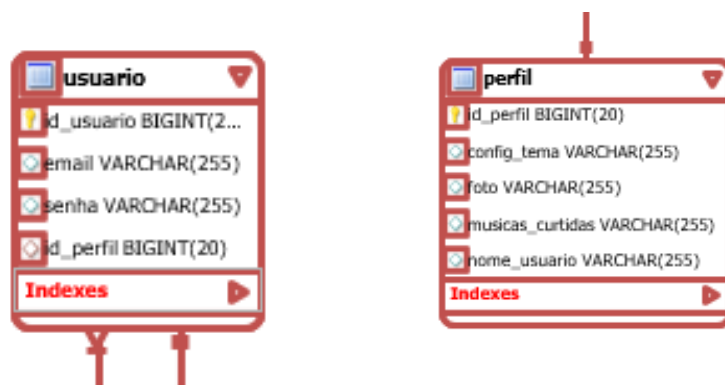 usuario
id_usuario BIGINT(2...
email VARCHAR(255)
senha VARCHAR(255)
id_perfil BIGINT(20)
Indexes
perfil
id_perfil BIGINT(20)
config_tema VARCHAR(255)
foto VARCHAR(255)
musicas_curtidas VARCHAR(255)
nome_usuario VARCHAR(255)
Indexes